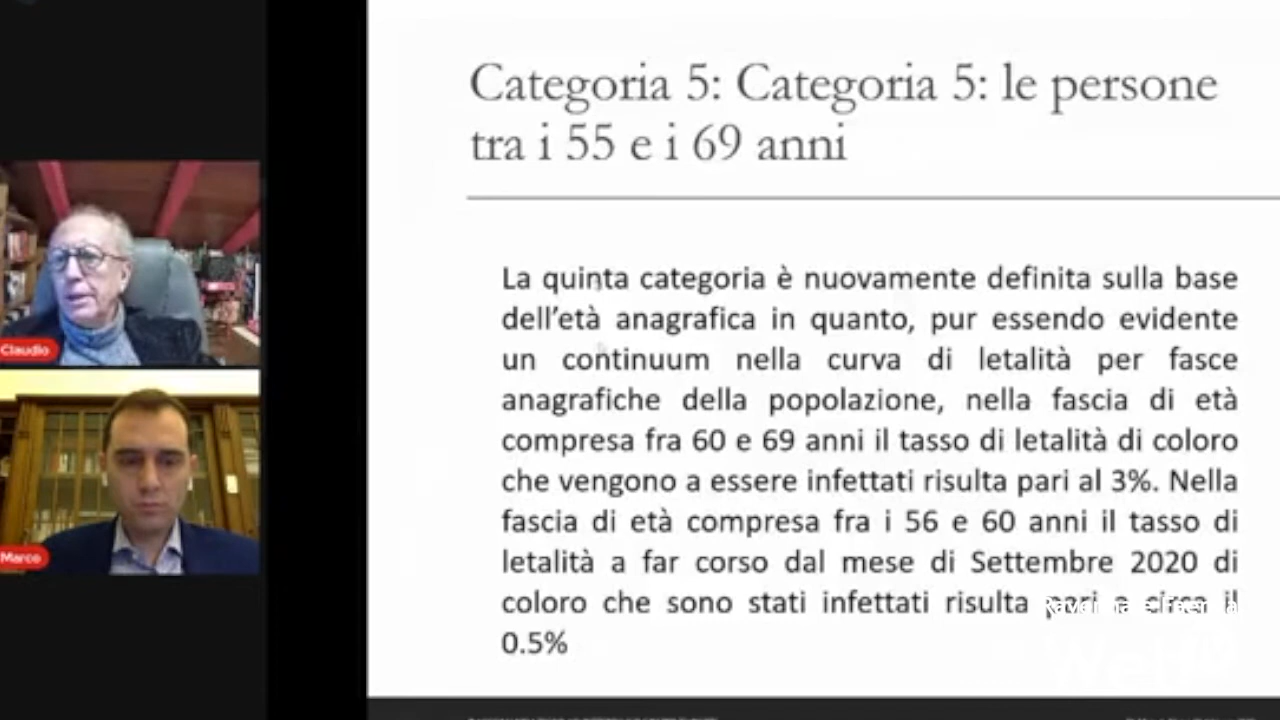 Categoria 5: Categoria 5: le persone
tra i 55 e i 69 anni
La quinta categoria è nuovamente definita sulla base
dell'età anagrafica in quanto, pur essendo evidente
un continuum nella curva di letalità per fasce
anagrafiche della popolazione, nella fascia di età
compresa fra 60 e 69 anni il tasso di letalità di coloro
che vengono a essere infettati risulta pari al 3%. Nella
fascia di età compresa fra i 56 e 60 anni il tasso di
letalità a far corso dal mese di Settembre 2020 di
coloro che sono stati infettati risulta pari a circa il
0.5%
Claudio
Marco